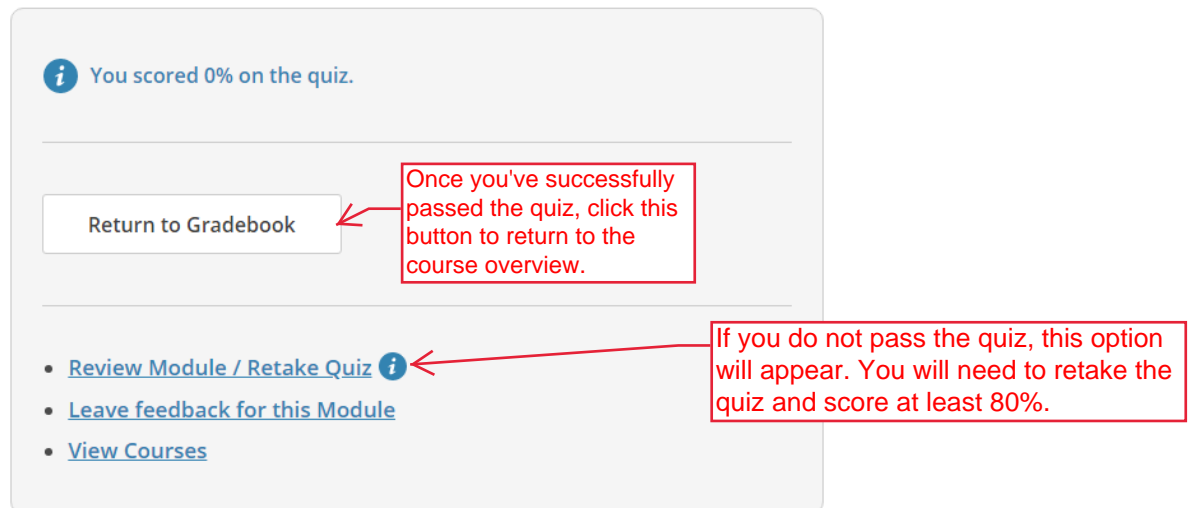 You scored 0% on the quiz.
Once you've successfully
passed the quiz, click this
button to return to the
course overview.
Return to Gradebook
If you do not pass the quiz, this option
will appear. You will need to retake the
quiz and score at least 80%.
Review Module / Retake Quiz
Leave feedback for this Module
View Courses